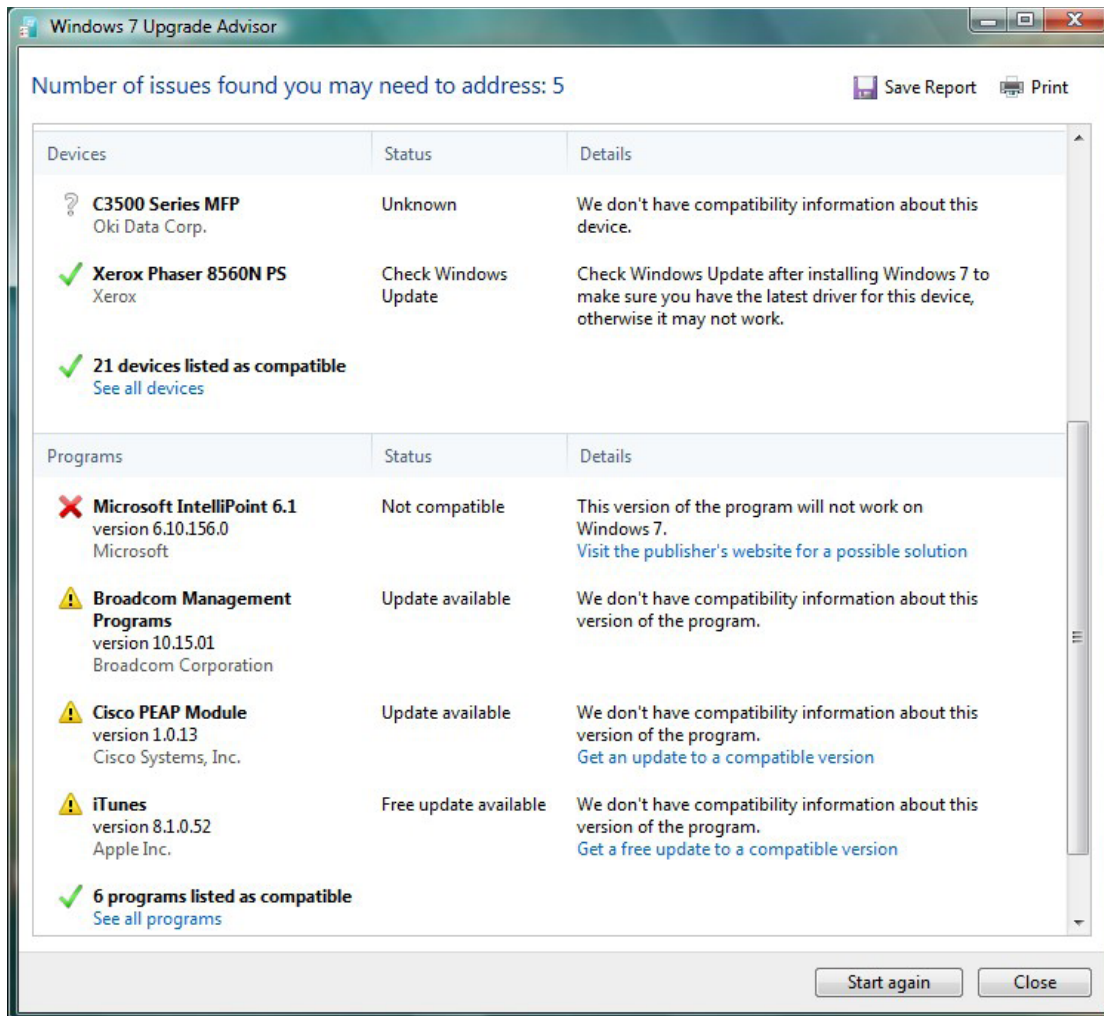 Windows 7 Upgrade Advisor
Number of issues found you may need to address: 5
Save Report
Print
Devices
Status
Details
C3500 Series MFP
Oki Data Corp.
Unknown
We don't have compatibility information about this
device.
Xerox Phaser 8560N PS
Xerox
Check Windows
Update
Check Windows Update after installing Windows 7 to
make sure you have the latest driver for this device,
otherwise it may not work.
21 devices listed as compatible
See all devices
Programs
Status
Details
Microsoft IntelliPoint 6.1
version 6.10.156.0
Microsoft
Not compatible
This version of the program will not work on
Windows 7.
Visit the publisher's website for a possible solution
Broadcom Management
Programs
version 10.15.01
Broadcom Corporation
Update available
We don't have compatibility information about this
version of the program.
Cisco PEAP Module
version 1.0.13
Cisco Systems, Inc.
Update available
We don't have compatibility information about this
version of the program.
Get an update to a compatible version
iTunes
version 8.1.0.52
Apple Inc.
Free update available
We don't have compatibility information about this
version of the program.
Get a free update to a compatible version
6 programs listed as compatible
See all programs
Start again
Close